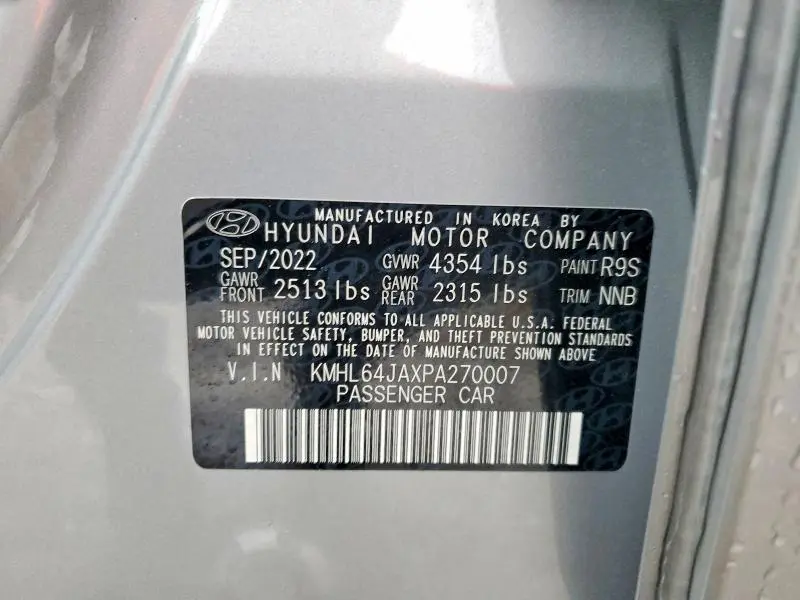 MANUFACTURED IN KOREA BY
HYUNDAI MOTOR COMPANY
SEP/2022 GVWR 4354 lbs PAINT R9S
GAWR FRONT 2513 lbs GAWR REAR 2315 lbs TRIM NNB
THIS VEHICLE CONFORMS TO ALL APPLICABLE U.S.A. FEDERAL
MOTOR VEHICLE SAFETY, BUMPER, AND THEFT PREVENTION STANDARDS
IN EFFECT ON THE DATE OF MANUFACTURE SHOWN ABOVE
V.I.N KMHL64JAXPA270007
PASSENGER CAR